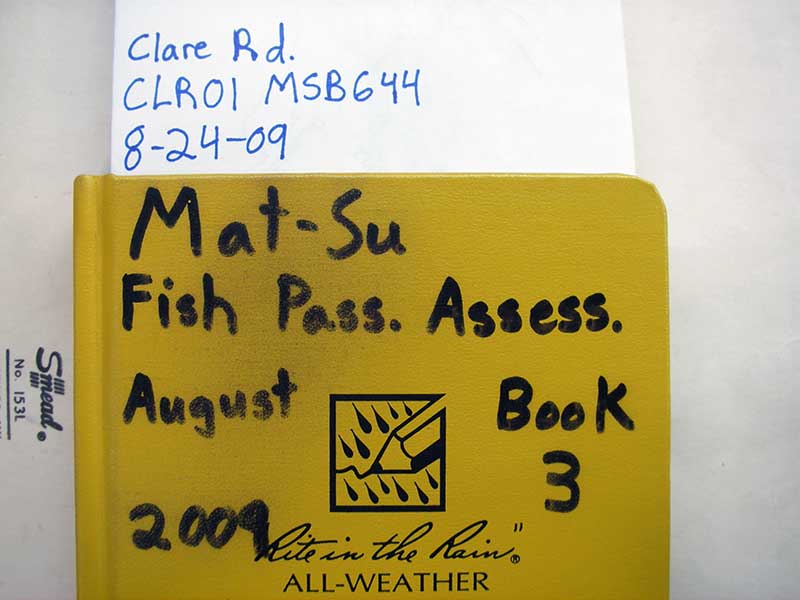 Clare Rd.
CLR01 MSB644
8-24-09
Mat-Su
Fish Pass. Assess.
August Book
3
2009
Rite in the Rain"®
ALL-WEATHER
Smead®
No. 153L